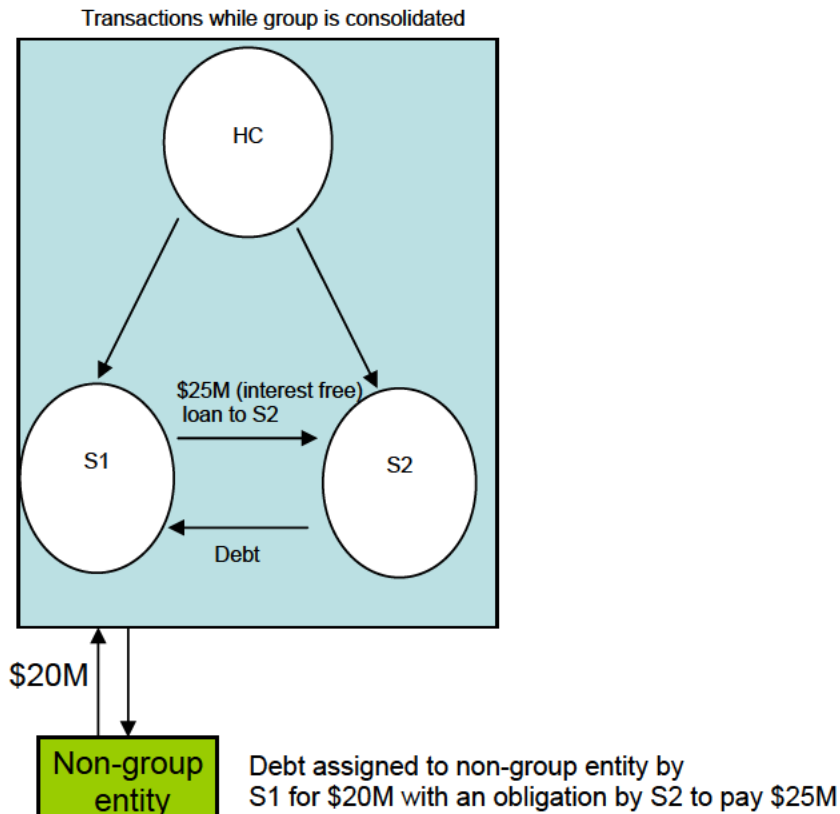 Transactions while group is consolidated
HC
$25M (interest free)
loan to S2
S1
S2
Debt
$20M
Non-group
entity
Debt assigned to non-group entity by
S1 for $20M with an obligation by S2 to pay $25M